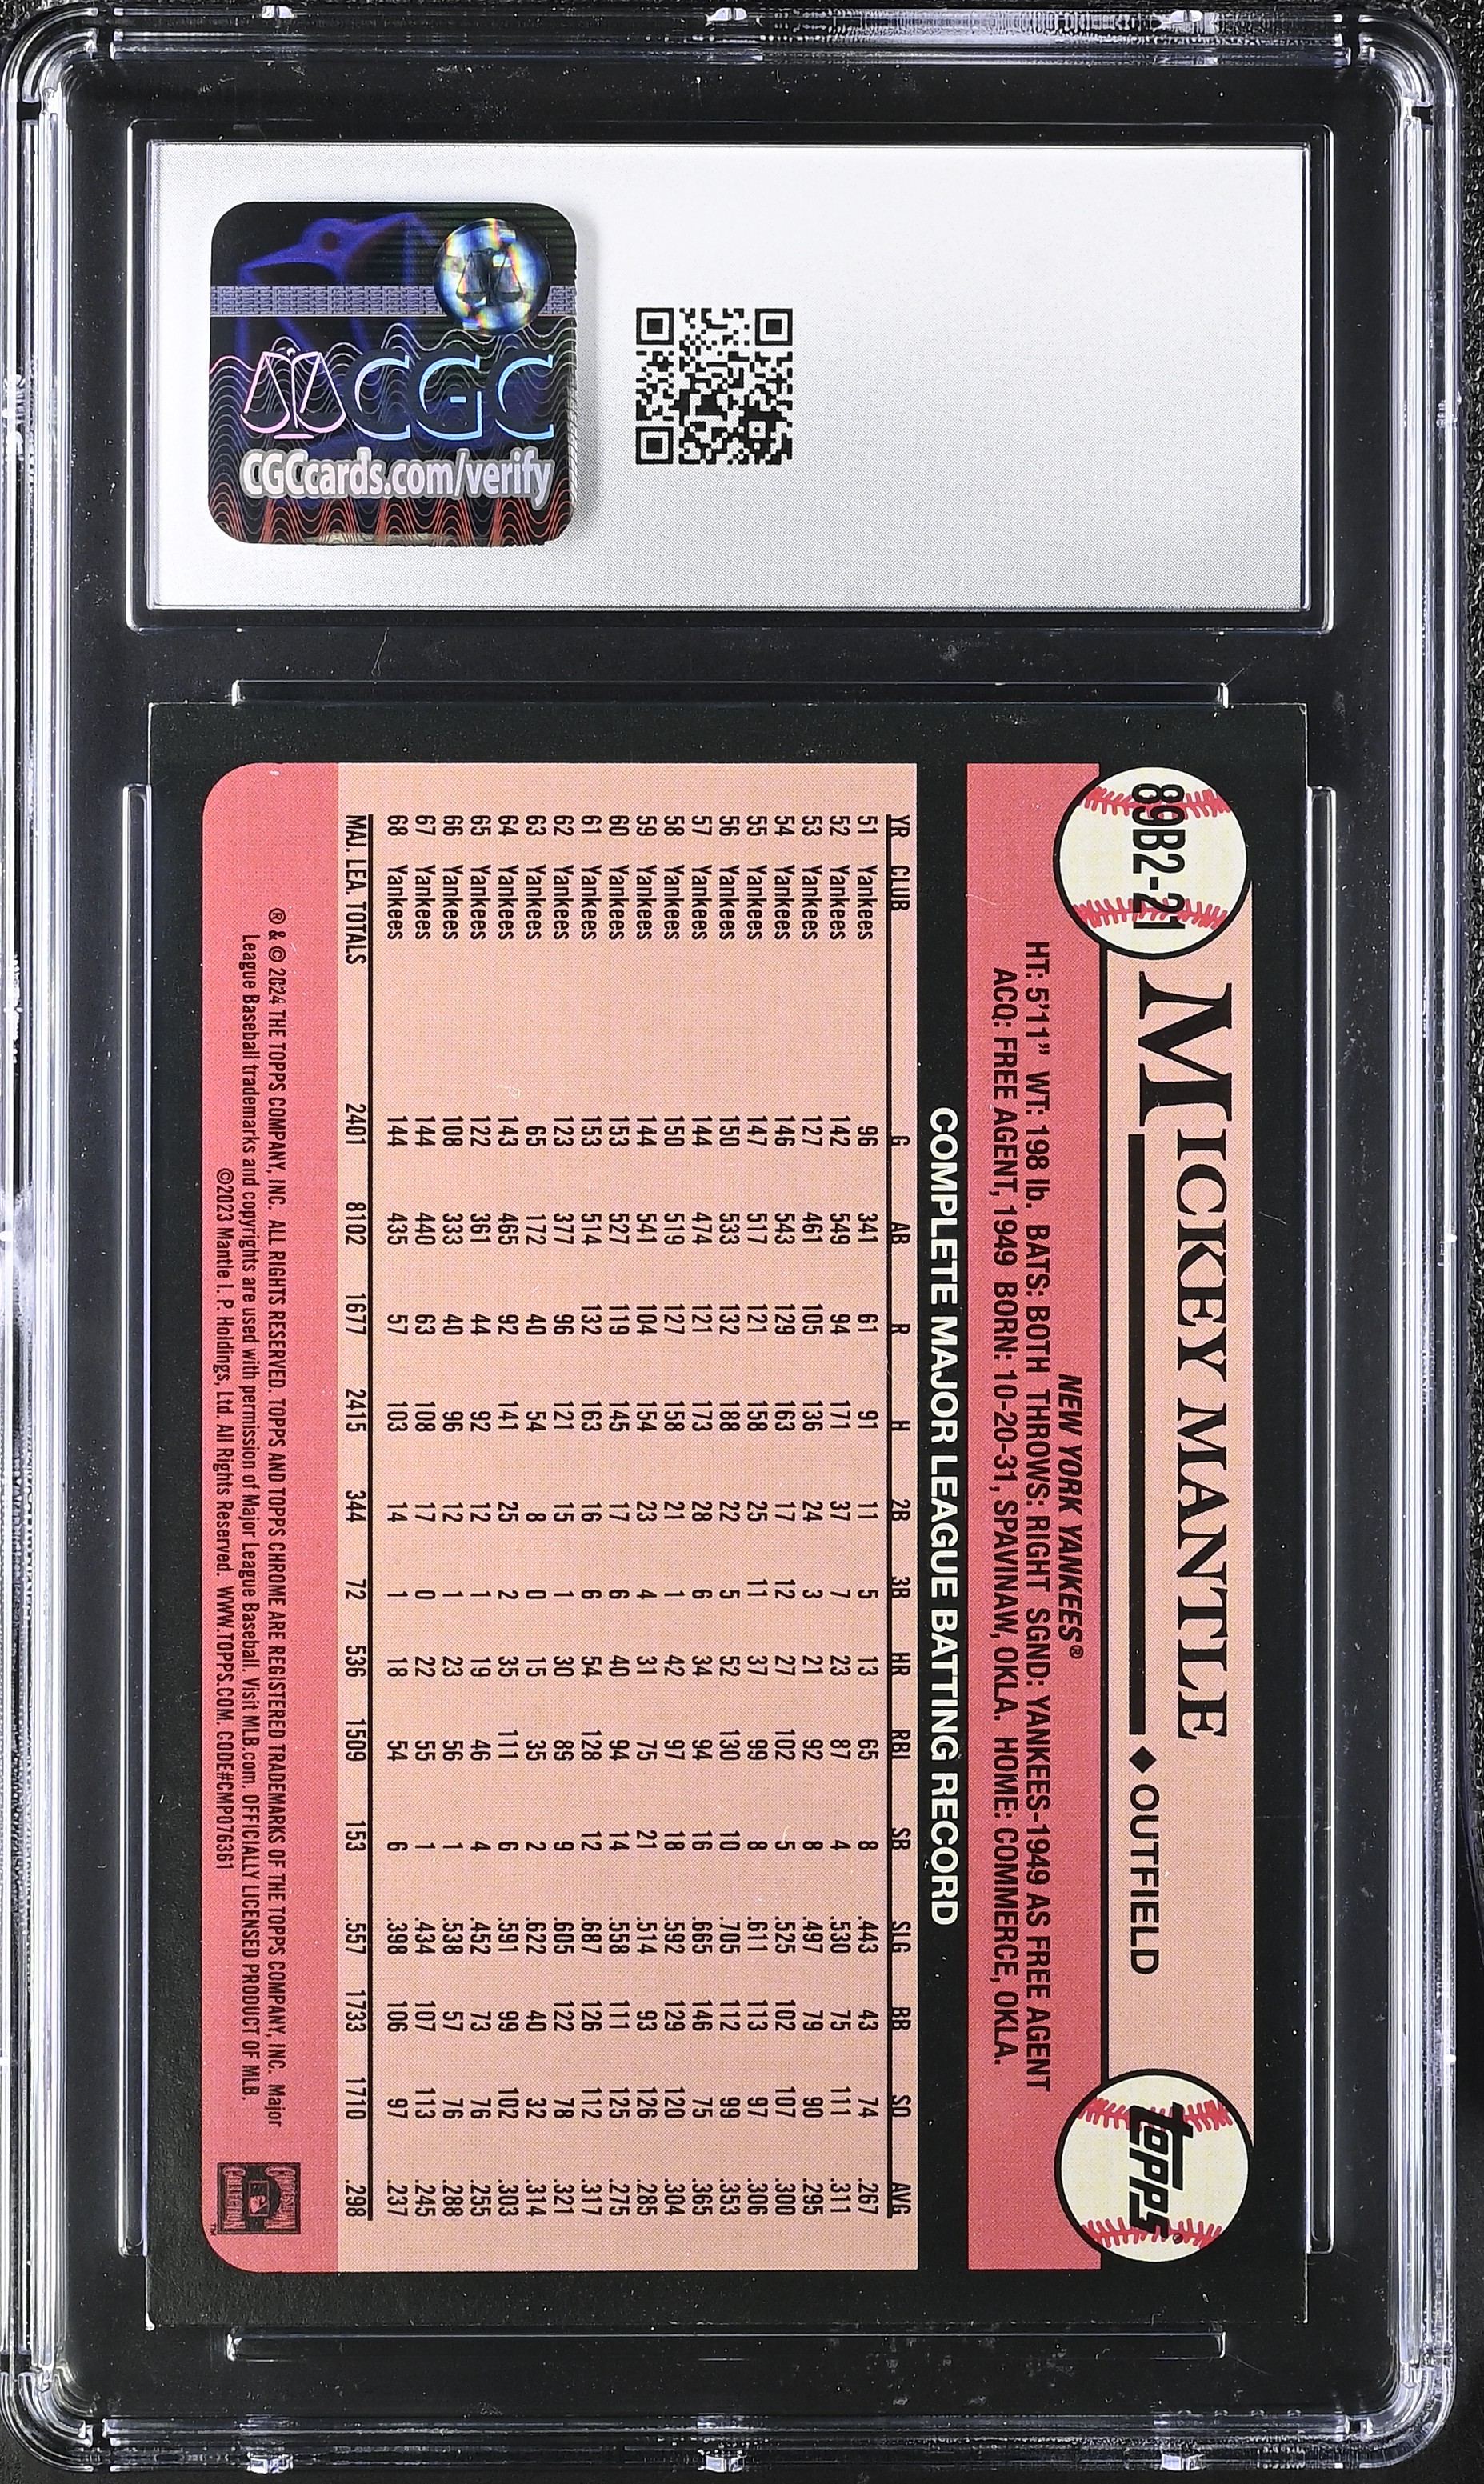 CGC
CGCcards.com/verify
89B2-21
MICKEY MANTLE
◆OUTFIELD
TOPPS®
NEW YORK YANKEES®
HT: 5'11" WT: 198 lb. BATS: BOTH THROWS: RIGHT SGND: YANKEES-1949 AS FREE AGENT
ACQ: FREE AGENT, 1949 BORN: 10-20-31, SPAVINAW, OKLA. HOME: COMMERCE, OKLA.
COMPLETE MAJOR LEAGUE BATTING RECORD
YR CLUB G AB R H 2B 3B HR RBI SB SLG BB SO AVG
51 Yankees 96 341 61 91 11 5 13 65 8 .443 43 74 .267
52 Yankees 142 549 94 171 37 7 23 87 4 .530 75 111 .311
53 Yankees 127 461 105 136 24 3 21 92 8 .497 79 90 .295
54 Yankees 146 543 129 163 17 12 27 102 5 .525 102 107 .300
55 Yankees 147 517 121 158 25 11 37 99 8 .611 113 97 .306
56 Yankees 150 533 132 188 22 5 52 130 10 .705 112 99 .353
57 Yankees 144 474 121 173 28 6 34 94 16 .665 146 75 .365
58 Yankees 150 519 127 158 21 1 42 97 18 .592 129 120 .304
59 Yankees 144 541 104 154 23 4 31 75 21 .514 93 126 .285
60 Yankees 153 527 119 145 17 6 40 94 14 .558 111 125 .275
61 Yankees 153 514 132 163 16 6 54 128 12 .687 126 112 .317
62 Yankees 123 377 96 121 15 1 30 89 9 .605 122 78 .321
63 Yankees 65 172 40 54 8 0 15 35 2 .622 40 32 .314
64 Yankees 143 465 92 141 25 2 35 111 6 .591 99 102 .303
65 Yankees 122 361 44 92 12 1 19 46 4 .452 73 76 .255
66 Yankees 108 333 40 96 12 1 23 56 1 .538 57 76 .288
67 Yankees 144 440 63 108 17 0 22 55 1 .434 107 113 .245
68 Yankees 144 435 57 103 14 1 18 54 6 .398 106 97 .237
MAJ. LEA. TOTALS 2401 8102 1677 2415 344 72 536 1509 153 .557 1733 1710 .298
® & © 2024 THE TOPPS COMPANY, INC. ALL RIGHTS RESERVED. TOPPS AND TOPPS CHROME ARE REGISTERED TRADEMARKS OF THE TOPPS COMPANY, INC. Major
League Baseball trademarks and copyrights are used with permission of Major League Baseball. Visit MLB.com. OFFICIALLY LICENSED PRODUCT OF MLB.
©2023 Mantle I. P. Holdings, Ltd. All Rights Reserved. WWW.TOPPS.COM. CODE#CMP076361
COOPERSTOWN
COLLECTION™